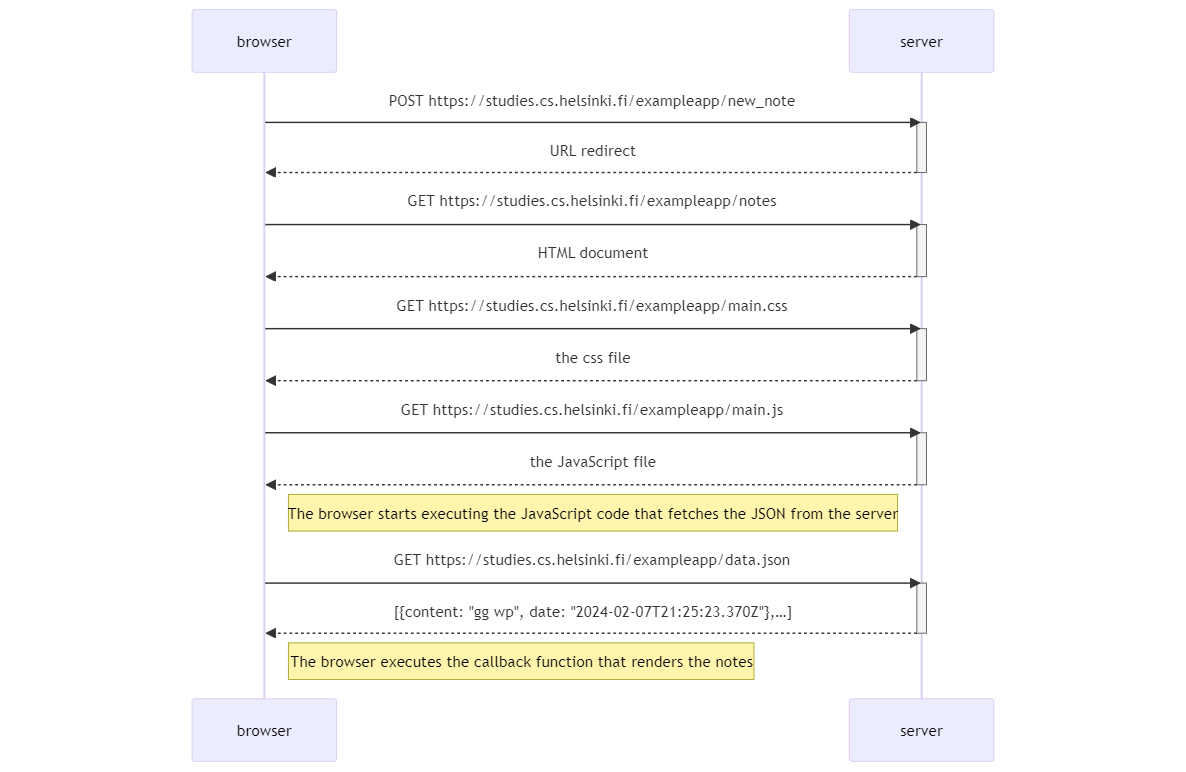 browser
server
POST https://studies.cs.helsinki.fi/exampleapp/new_note
URL redirect
GET https://studies.cs.helsinki.fi/exampleapp/notes
HTML document
GET https://studies.cs.helsinki.fi/exampleapp/main.css
the css file
GET https://studies.cs.helsinki.fi/exampleapp/main.js
the JavaScript file
The browser starts executing the JavaScript code that fetches the JSON from the server
GET https://studies.cs.helsinki.fi/exampleapp/data.json
[{content: "gg wp", date: "2024-02-07T21:25:23.370Z"},…]
The browser executes the callback function that renders the notes
browser
server